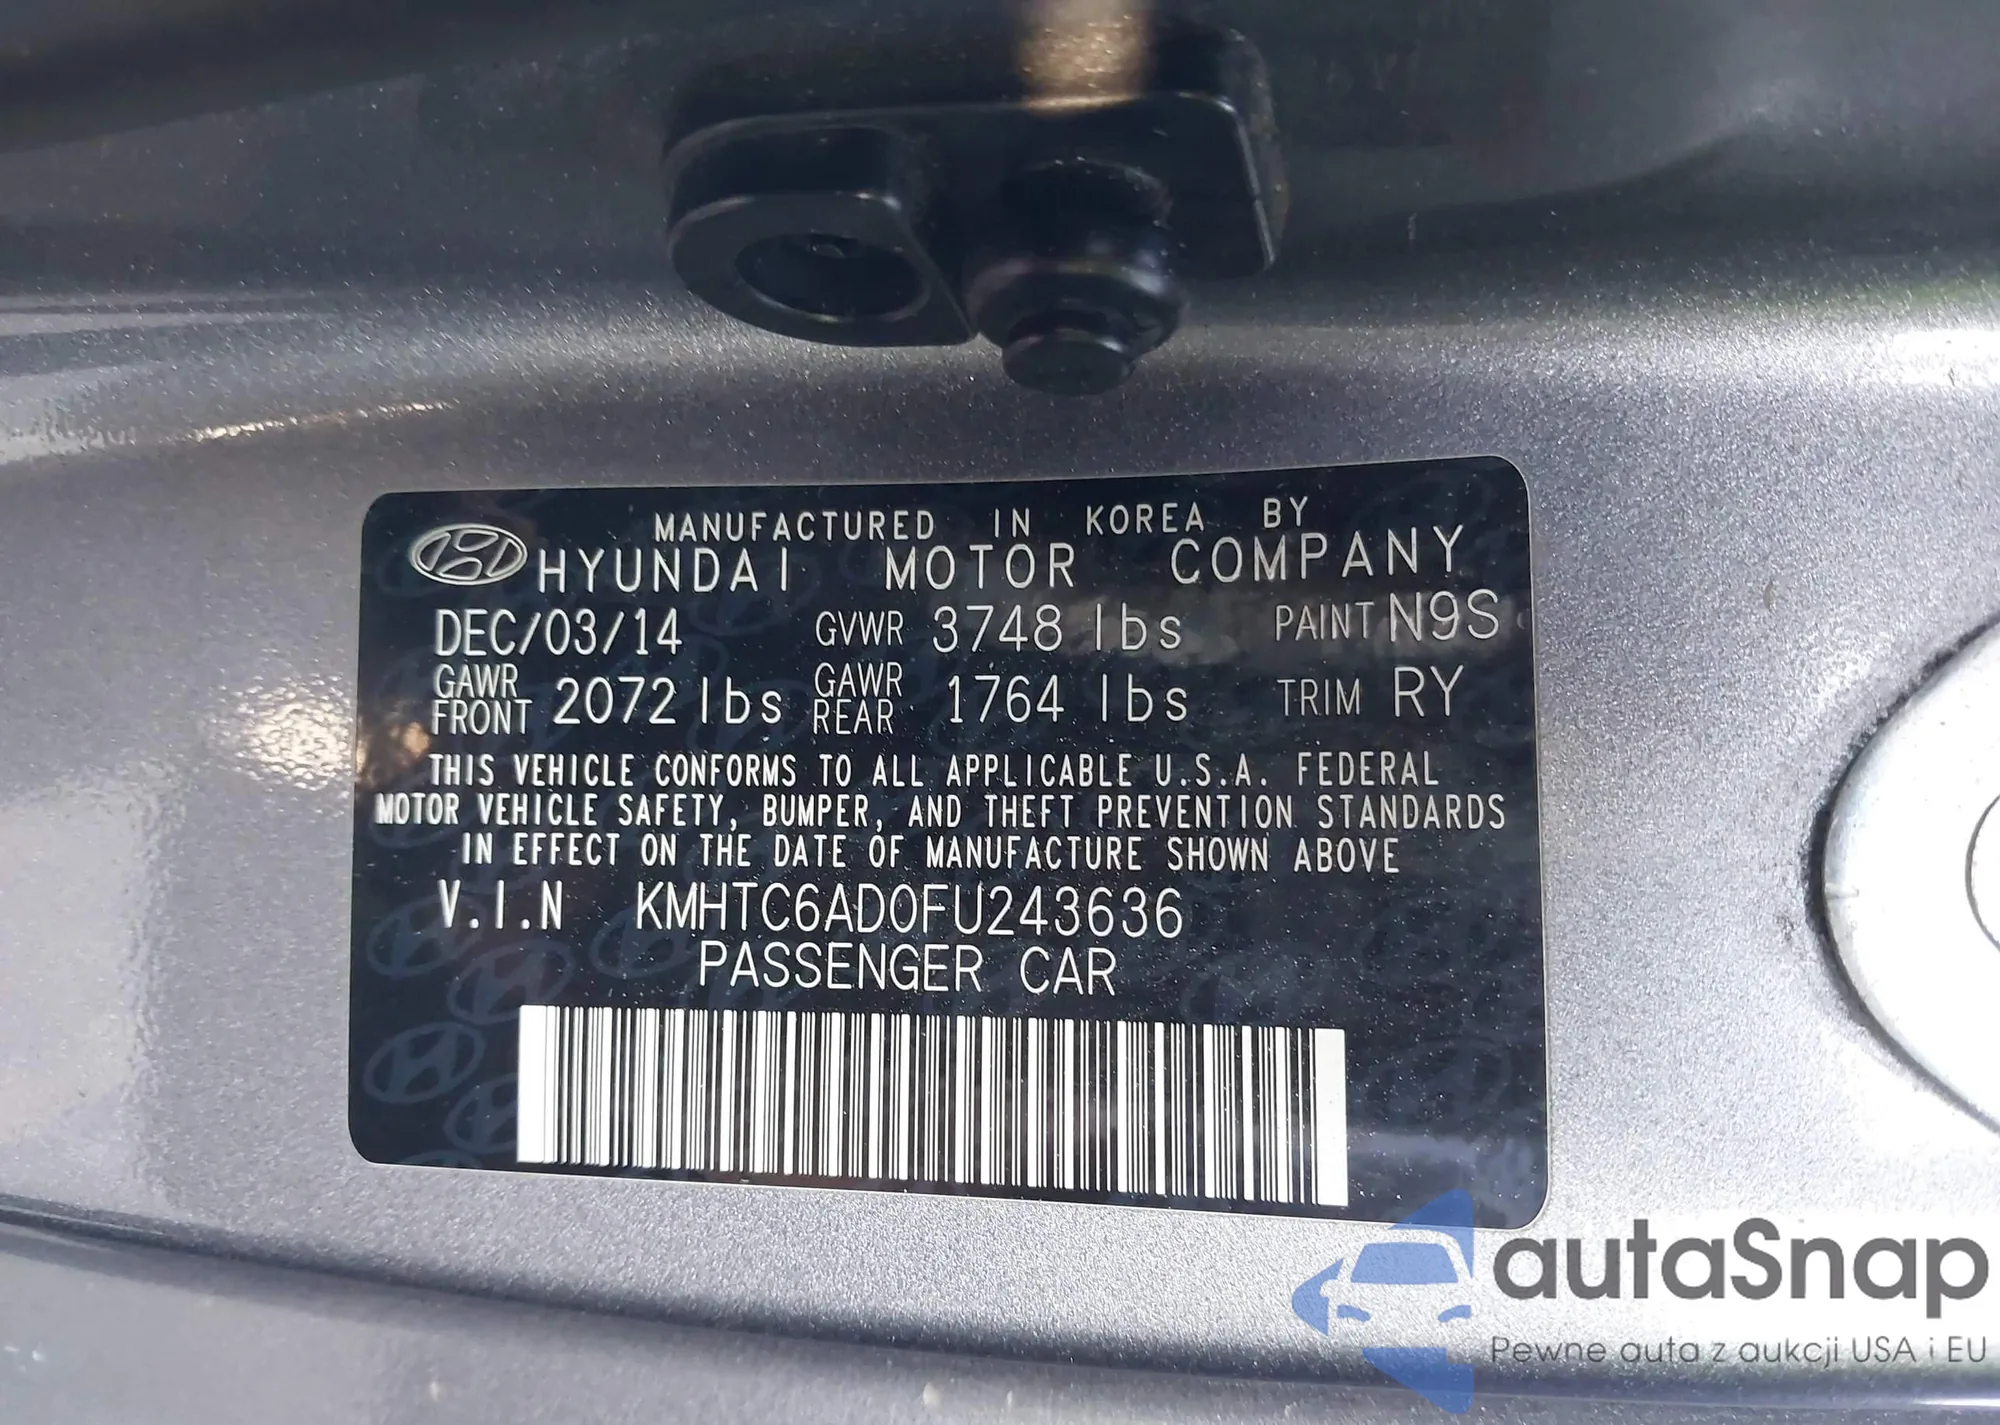 MANUFACTURED IN KOREA BY
HYUNDAI MOTOR COMPANY
DEC/03/14 GVWR 3748 lbs PAINT N9S
GAWR FRONT 2072 lbs GAWR REAR 1764 lbs TRIM RY
THIS VEHICLE CONFORMS TO ALL APPLICABLE U.S.A. FEDERAL
MOTOR VEHICLE SAFETY, BUMPER, AND THEFT PREVENTION STANDARDS
IN EFFECT ON THE DATE OF MANUFACTURE SHOWN ABOVE
V.I.N KMHTC6AD0FU243636
PASSENGER CAR
autaSnap
Pewne auta z aukcji USA i EU